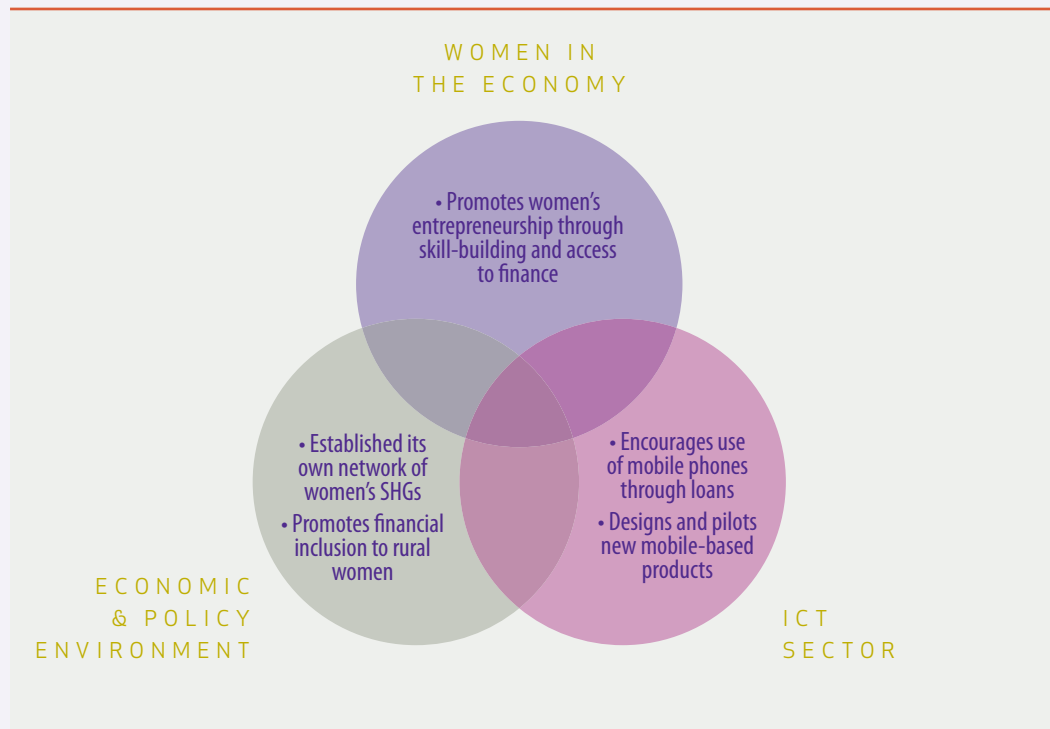 WOMEN IN
THE ECONOMY
• Promotes women’s
entrepreneurship through
skill-building and access
to finance
• Established its
own network of
women’s SHGs
• Promotes financial
inclusion to rural
women
• Encourages use
of mobile phones
through loans
• Designs and pilots
new mobile-based
products
ECONOMIC
& POLICY
ENVIRONMENT
ICT
SECTOR